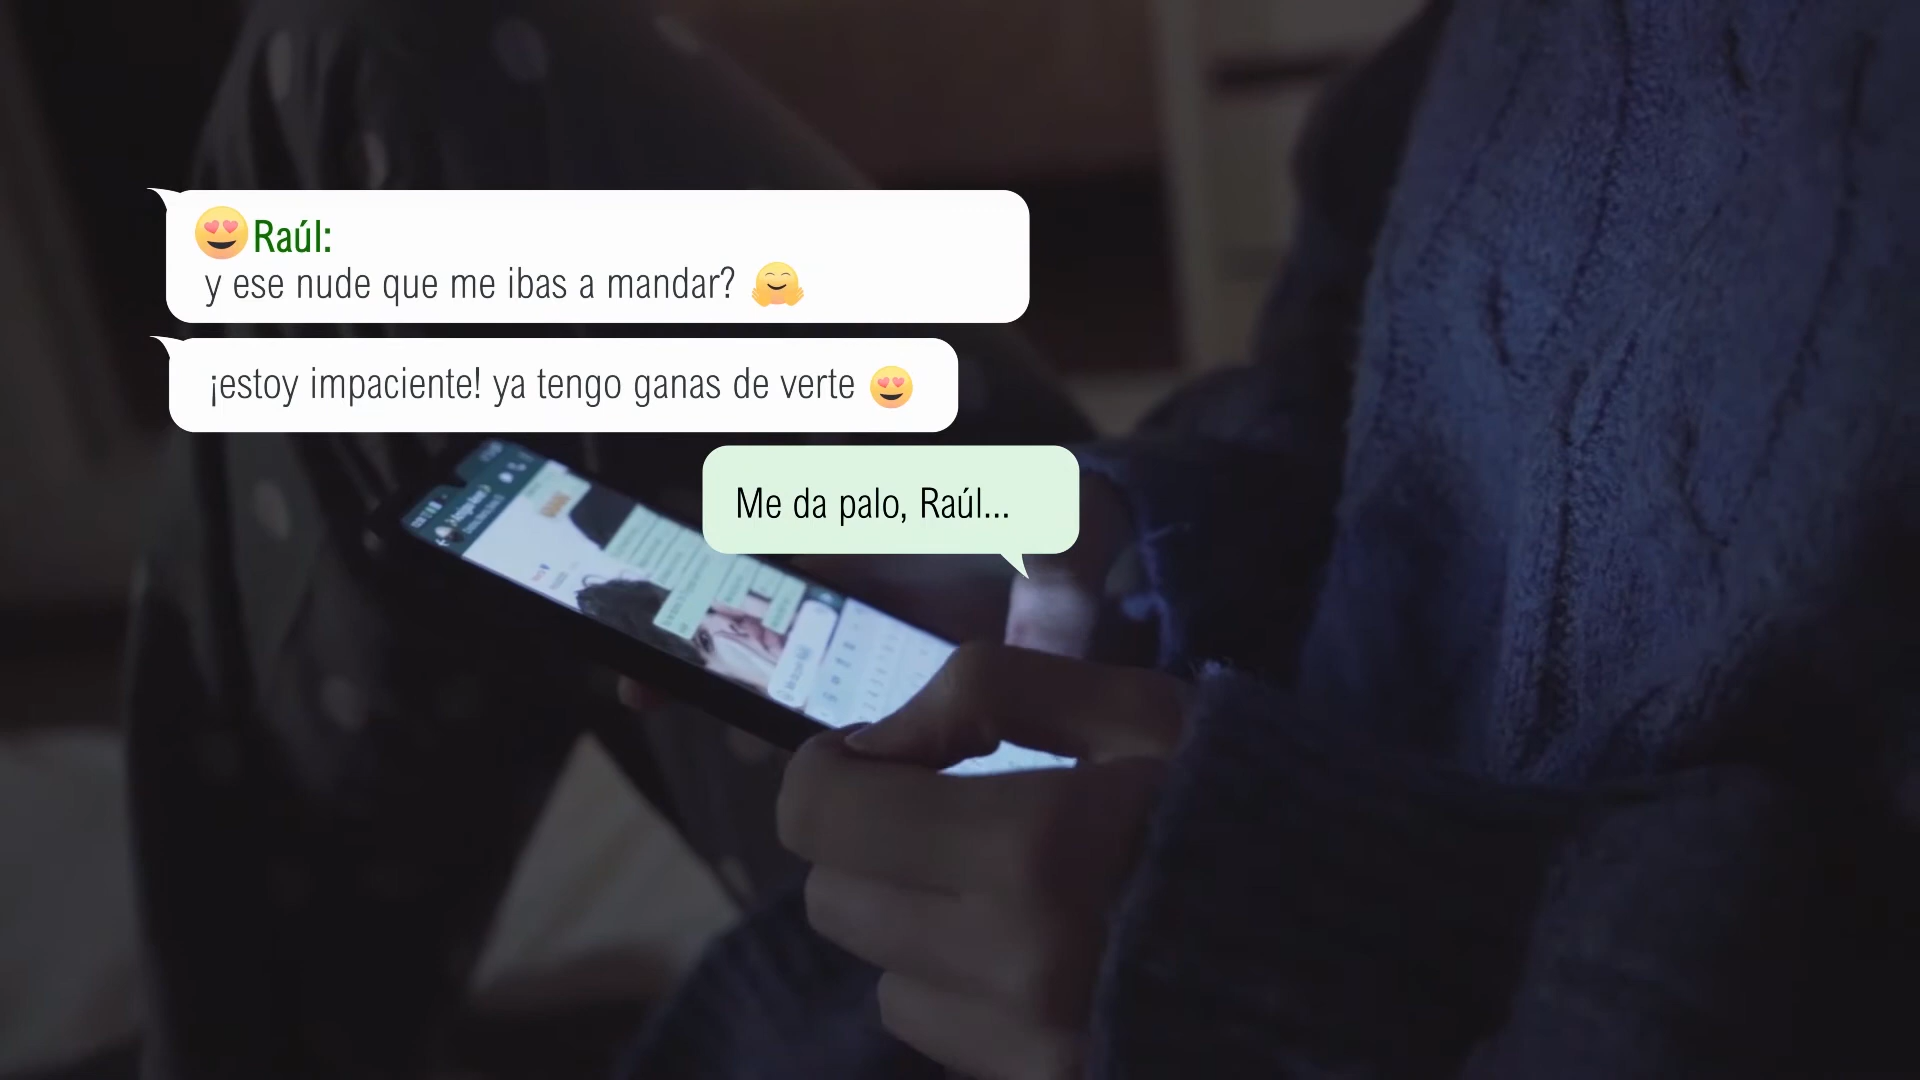 😍Raúl:
y ese nude que me ibas a mandar? 🤗
¡estoy impaciente! ya tengo ganas de verte 😍
Me da palo, Raúl...